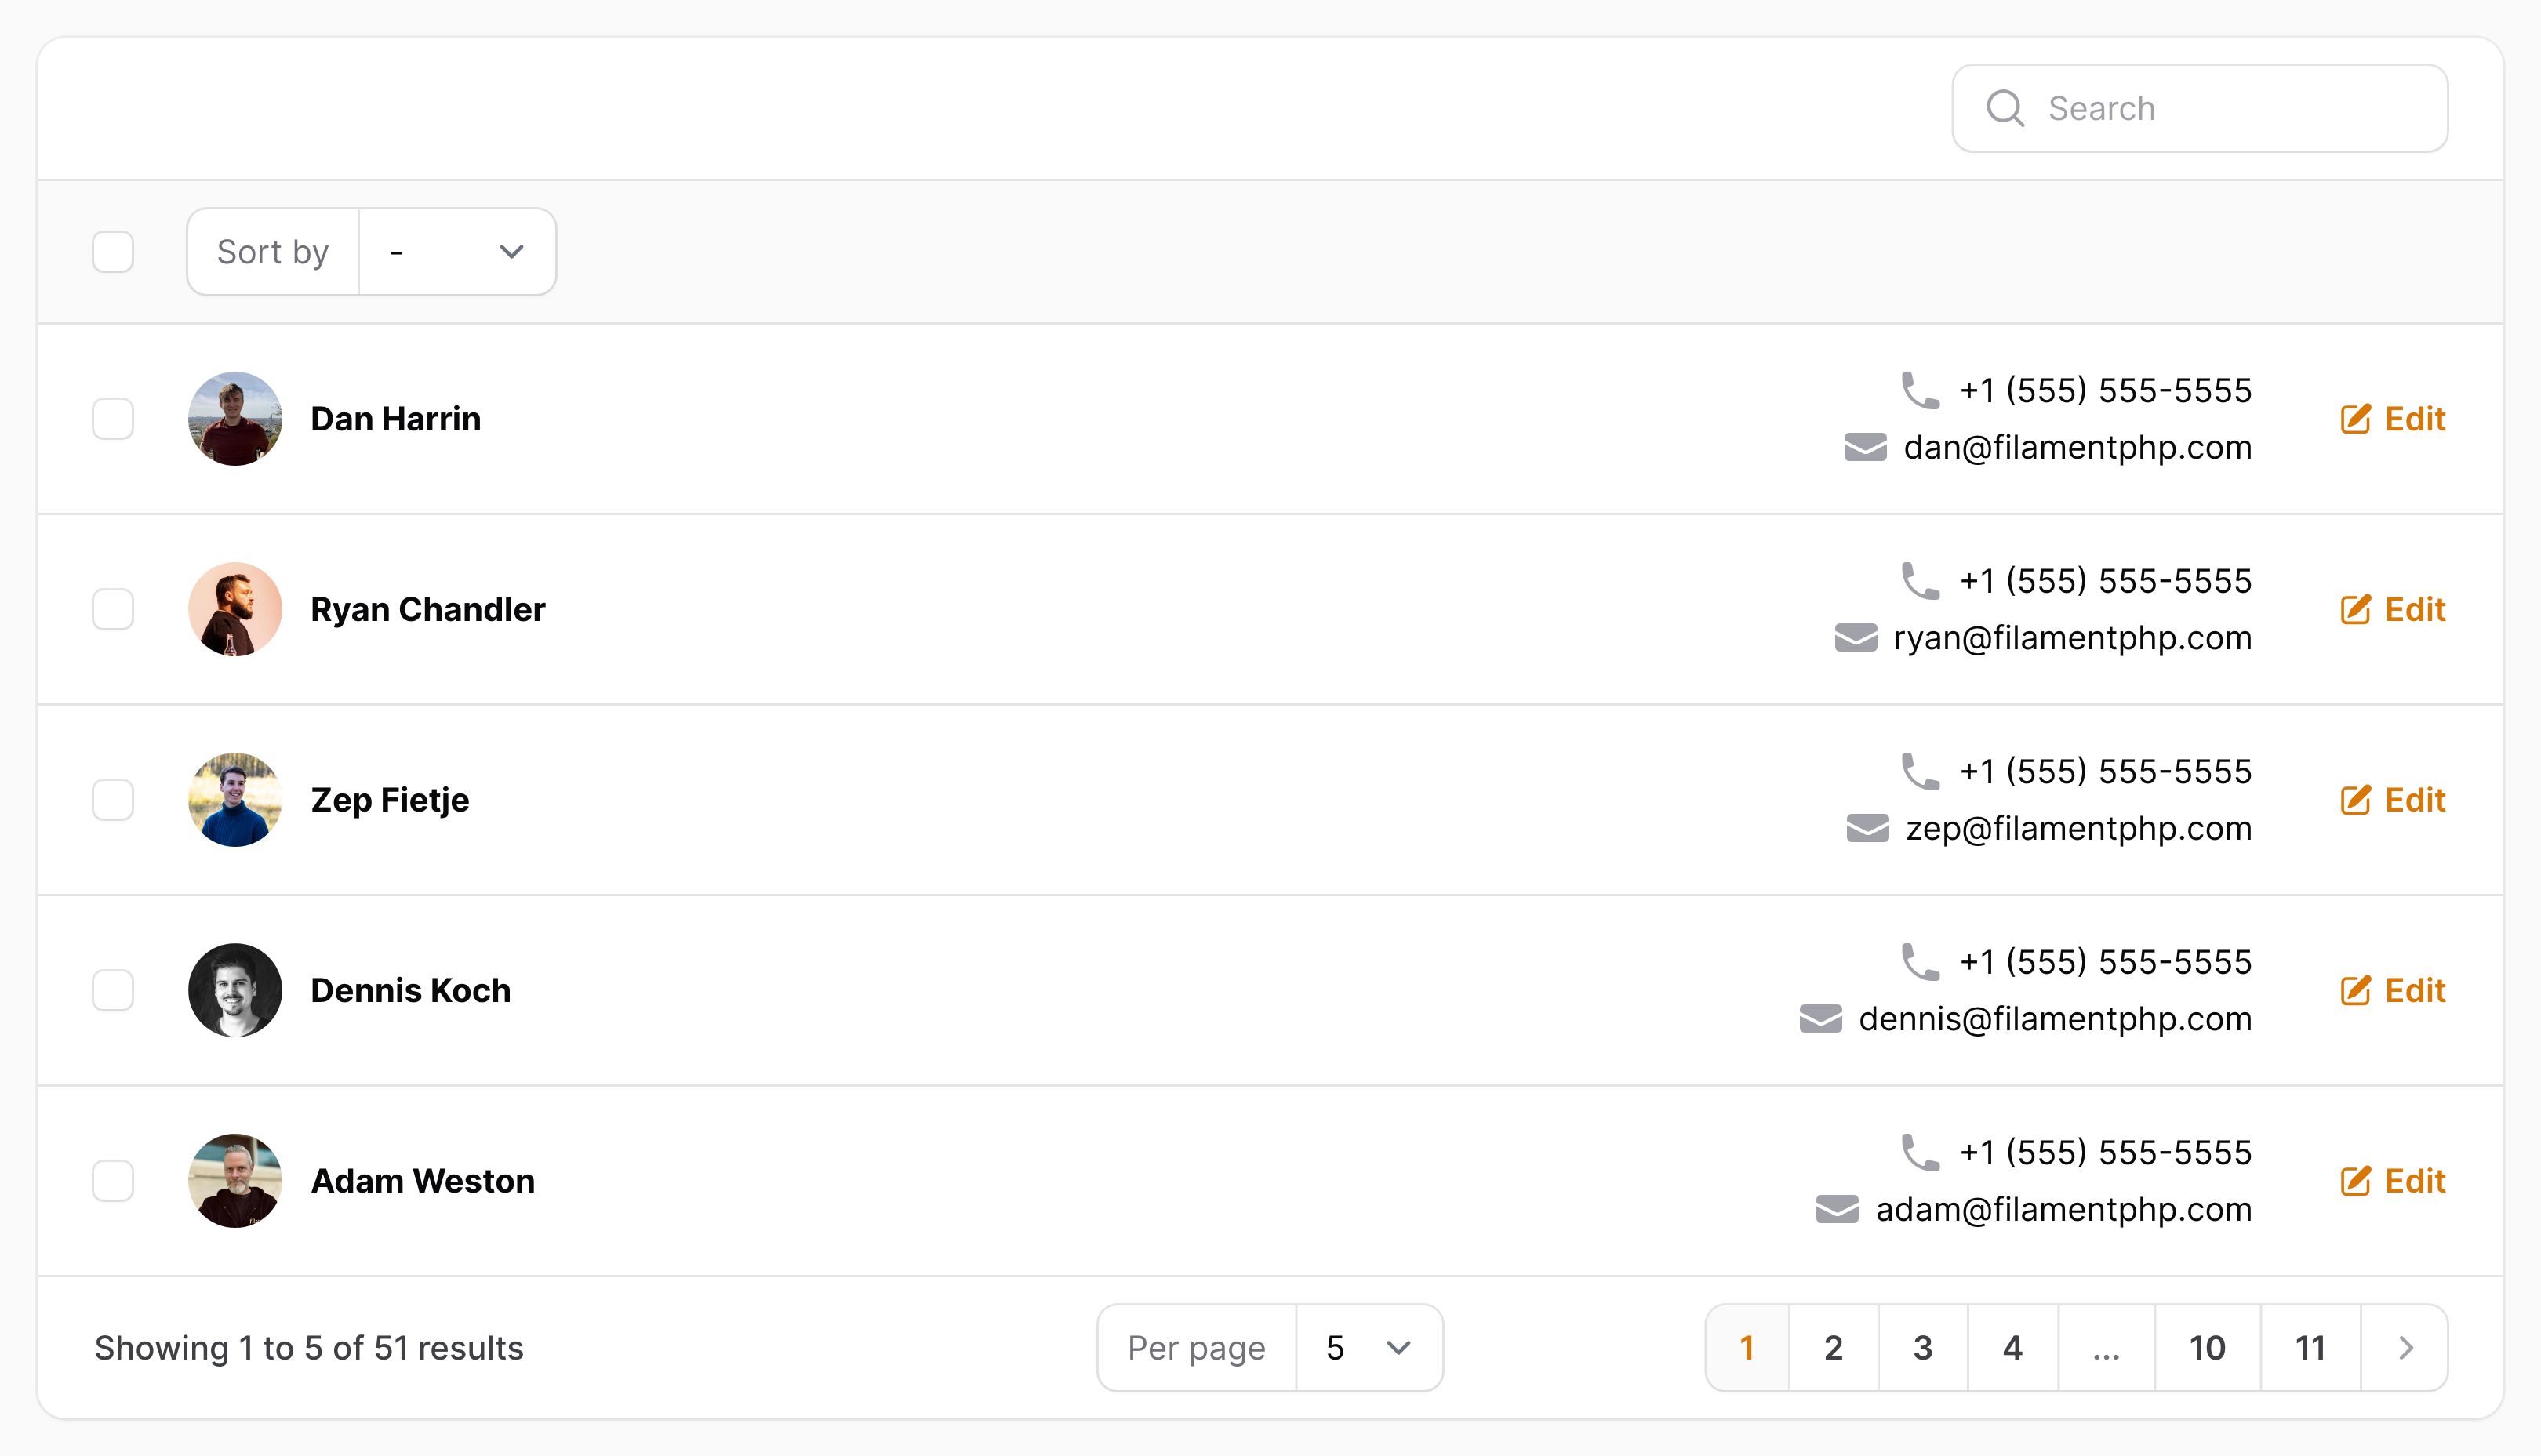 Search
Sort by -
Dan Harrin
+1 (555) 555-5555
dan@filamentphp.com
Edit
Ryan Chandler
+1 (555) 555-5555
ryan@filamentphp.com
Edit
Zep Fietje
+1 (555) 555-5555
zep@filamentphp.com
Edit
Dennis Koch
+1 (555) 555-5555
dennis@filamentphp.com
Edit
Adam Weston
+1 (555) 555-5555
adam@filamentphp.com
Edit
Showing 1 to 5 of 51 results
Per page 5
1 2 3 4 ... 10 11